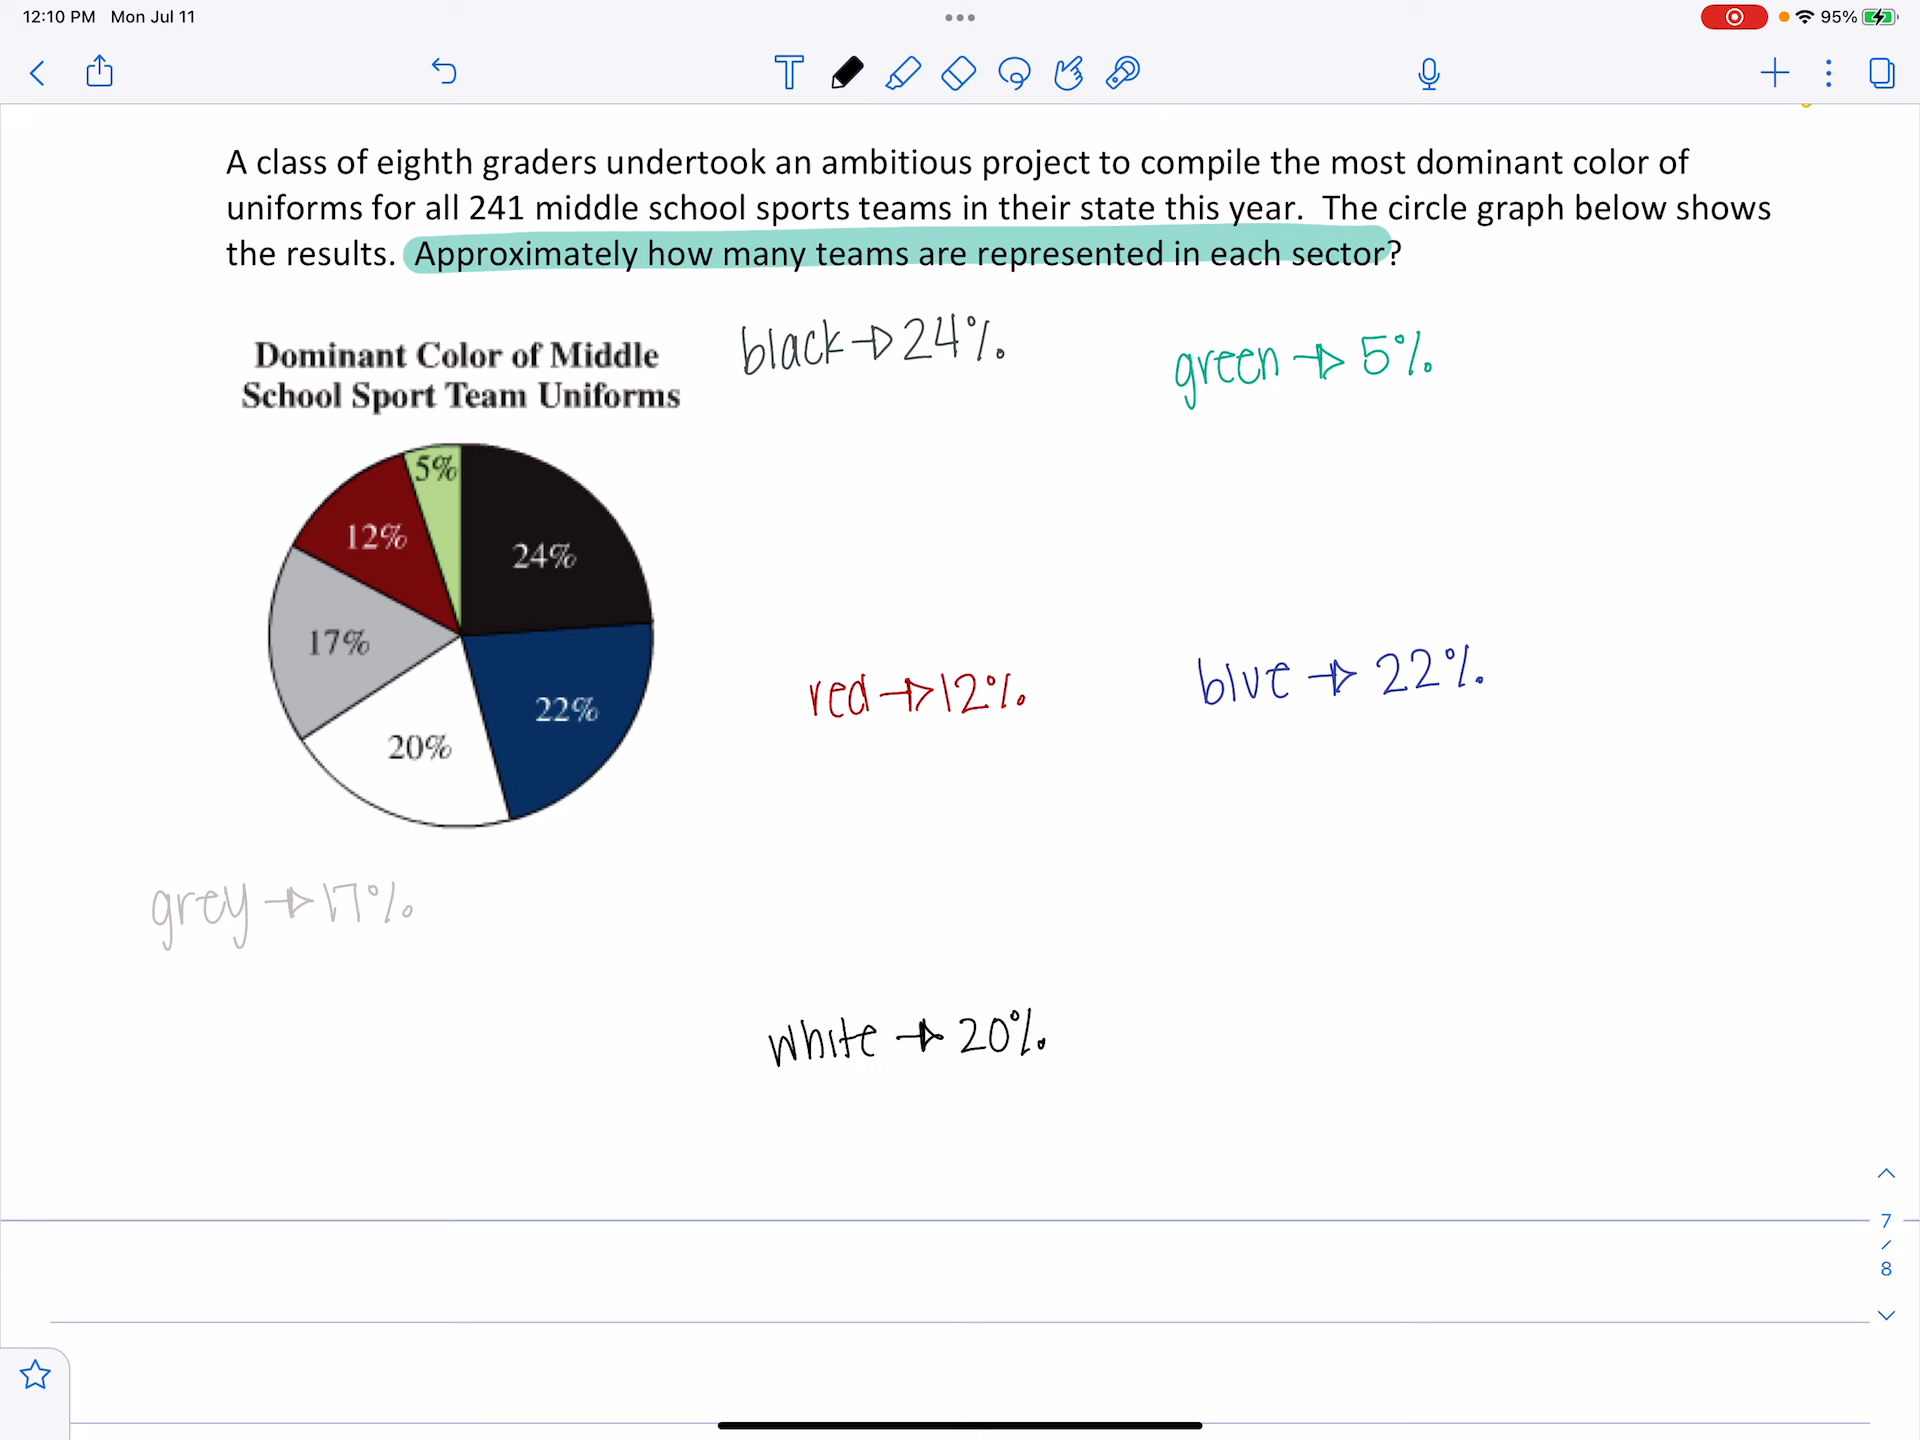 12:10 PM Mon Jul 11
95%
A class of eighth graders undertook an ambitious project to compile the most dominant color of
uniforms for all 241 middle school sports teams in their state this year. The circle graph below shows
the results. Approximately how many teams are represented in each sector?
black → 24%
green → 5%
Dominant Color of Middle
School Sport Team Uniforms
5%
12%
24%
17%
22%
20%
red → 12%
blue → 22%
grey → 17%
white → 20%
7
/
8